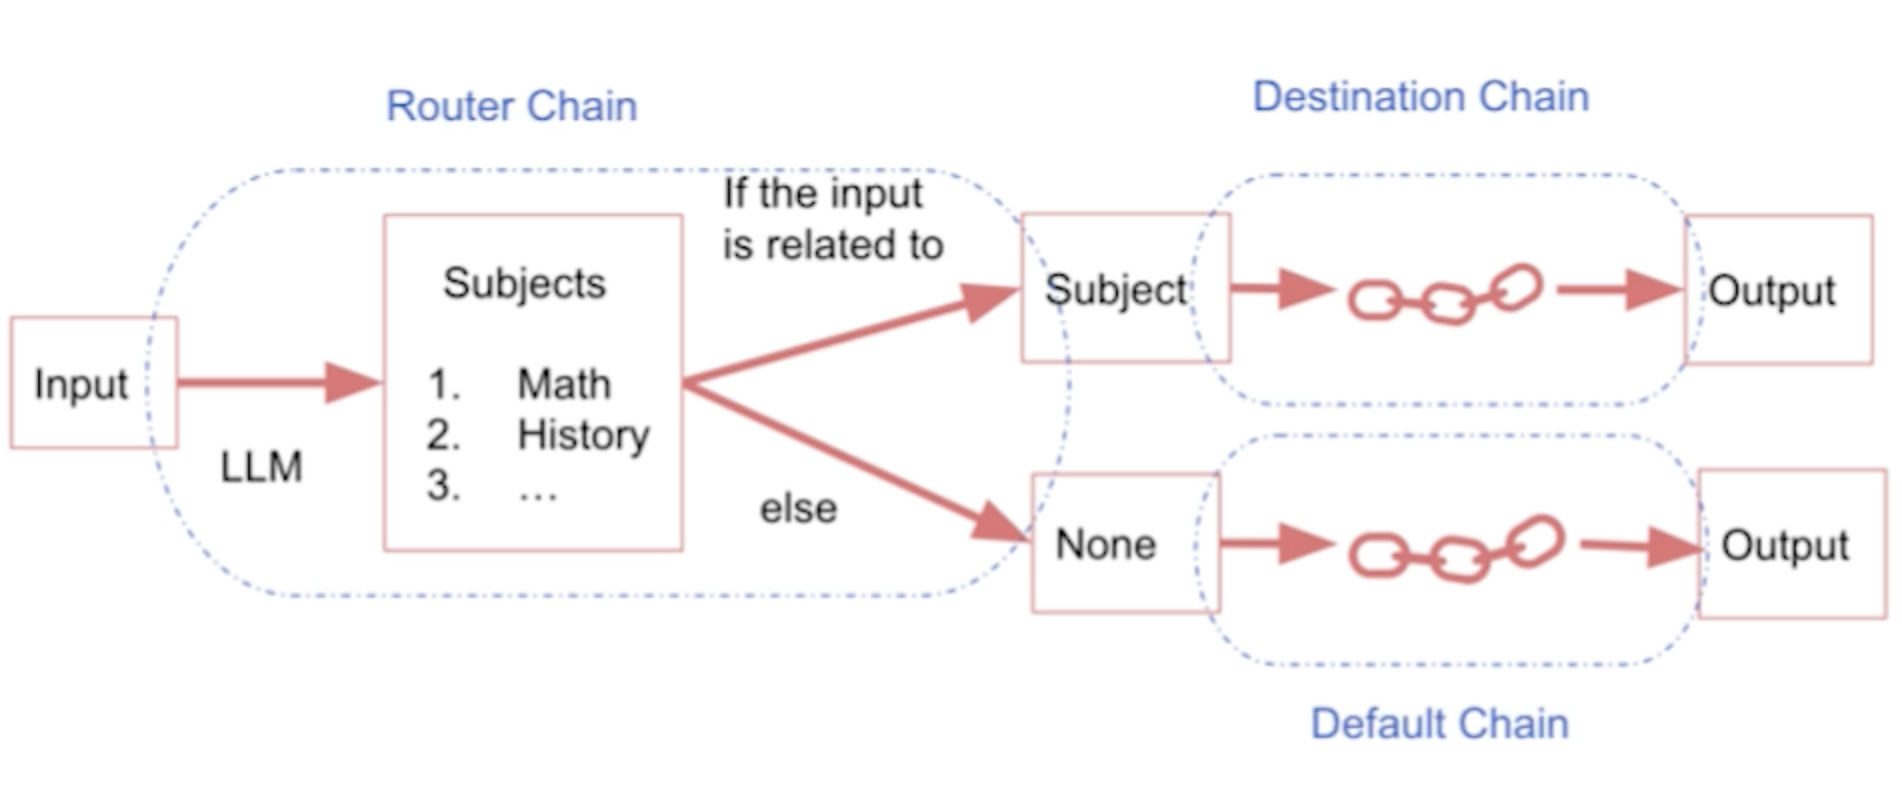 Router Chain
Destination Chain
Input
LLM
Subjects
1. Math
2. History
3. ...
If the input
is related to
else
Subject
Output
None
Output
Default Chain